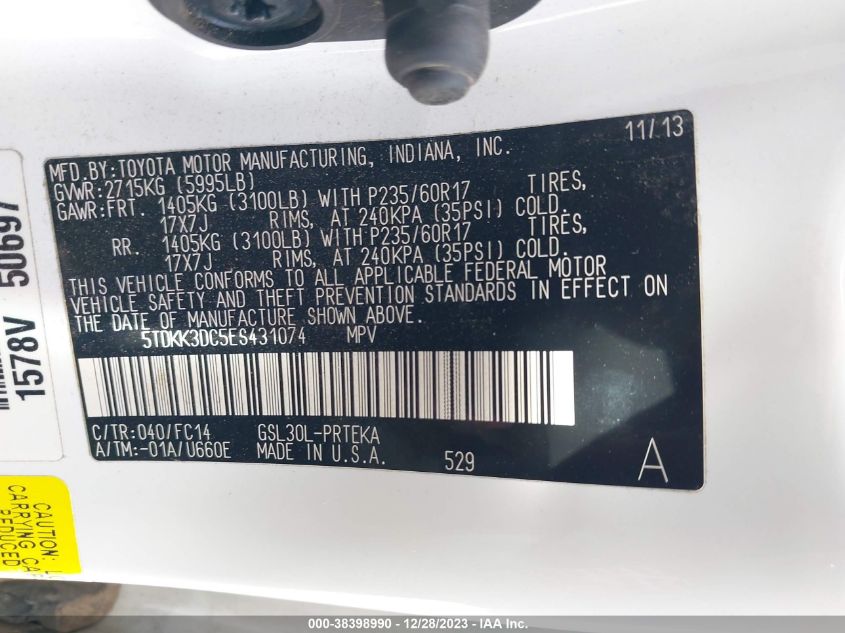 11/13
MFD.BY:TOYOTA MOTOR MANUFACTURING, INDIANA, INC.
GVWR:2715KG (5995LB)
GAWR:FRT. 1405KG (3100LB) WITH P235/60R17 TIRES,
17X7J RIMS, AT 240KPA (35PSI) COLD.
RR. 1405KG (3100LB) WITH P235/60R17 TIRES,
17X7J RIMS, AT 240KPA (35PSI) COLD.
THIS VEHICLE CONFORMS TO ALL APPLICABLE FEDERAL MOTOR
VEHICLE SAFETY AND THEFT PREVENTION STANDARDS IN EFFECT ON
THE DATE OF MANUFACTURE SHOWN ABOVE.
5TDKK3DC5ES431074 MPV
C/TR:040/FC14 GSL30L-PRTEKA
A/TM:-01A/U660E MADE IN U.S.A. 529 A
1578V 50697
CAUTION:
CARRYING
REDUCED
000-38398990 - 12/28/2023 - IAA Inc.